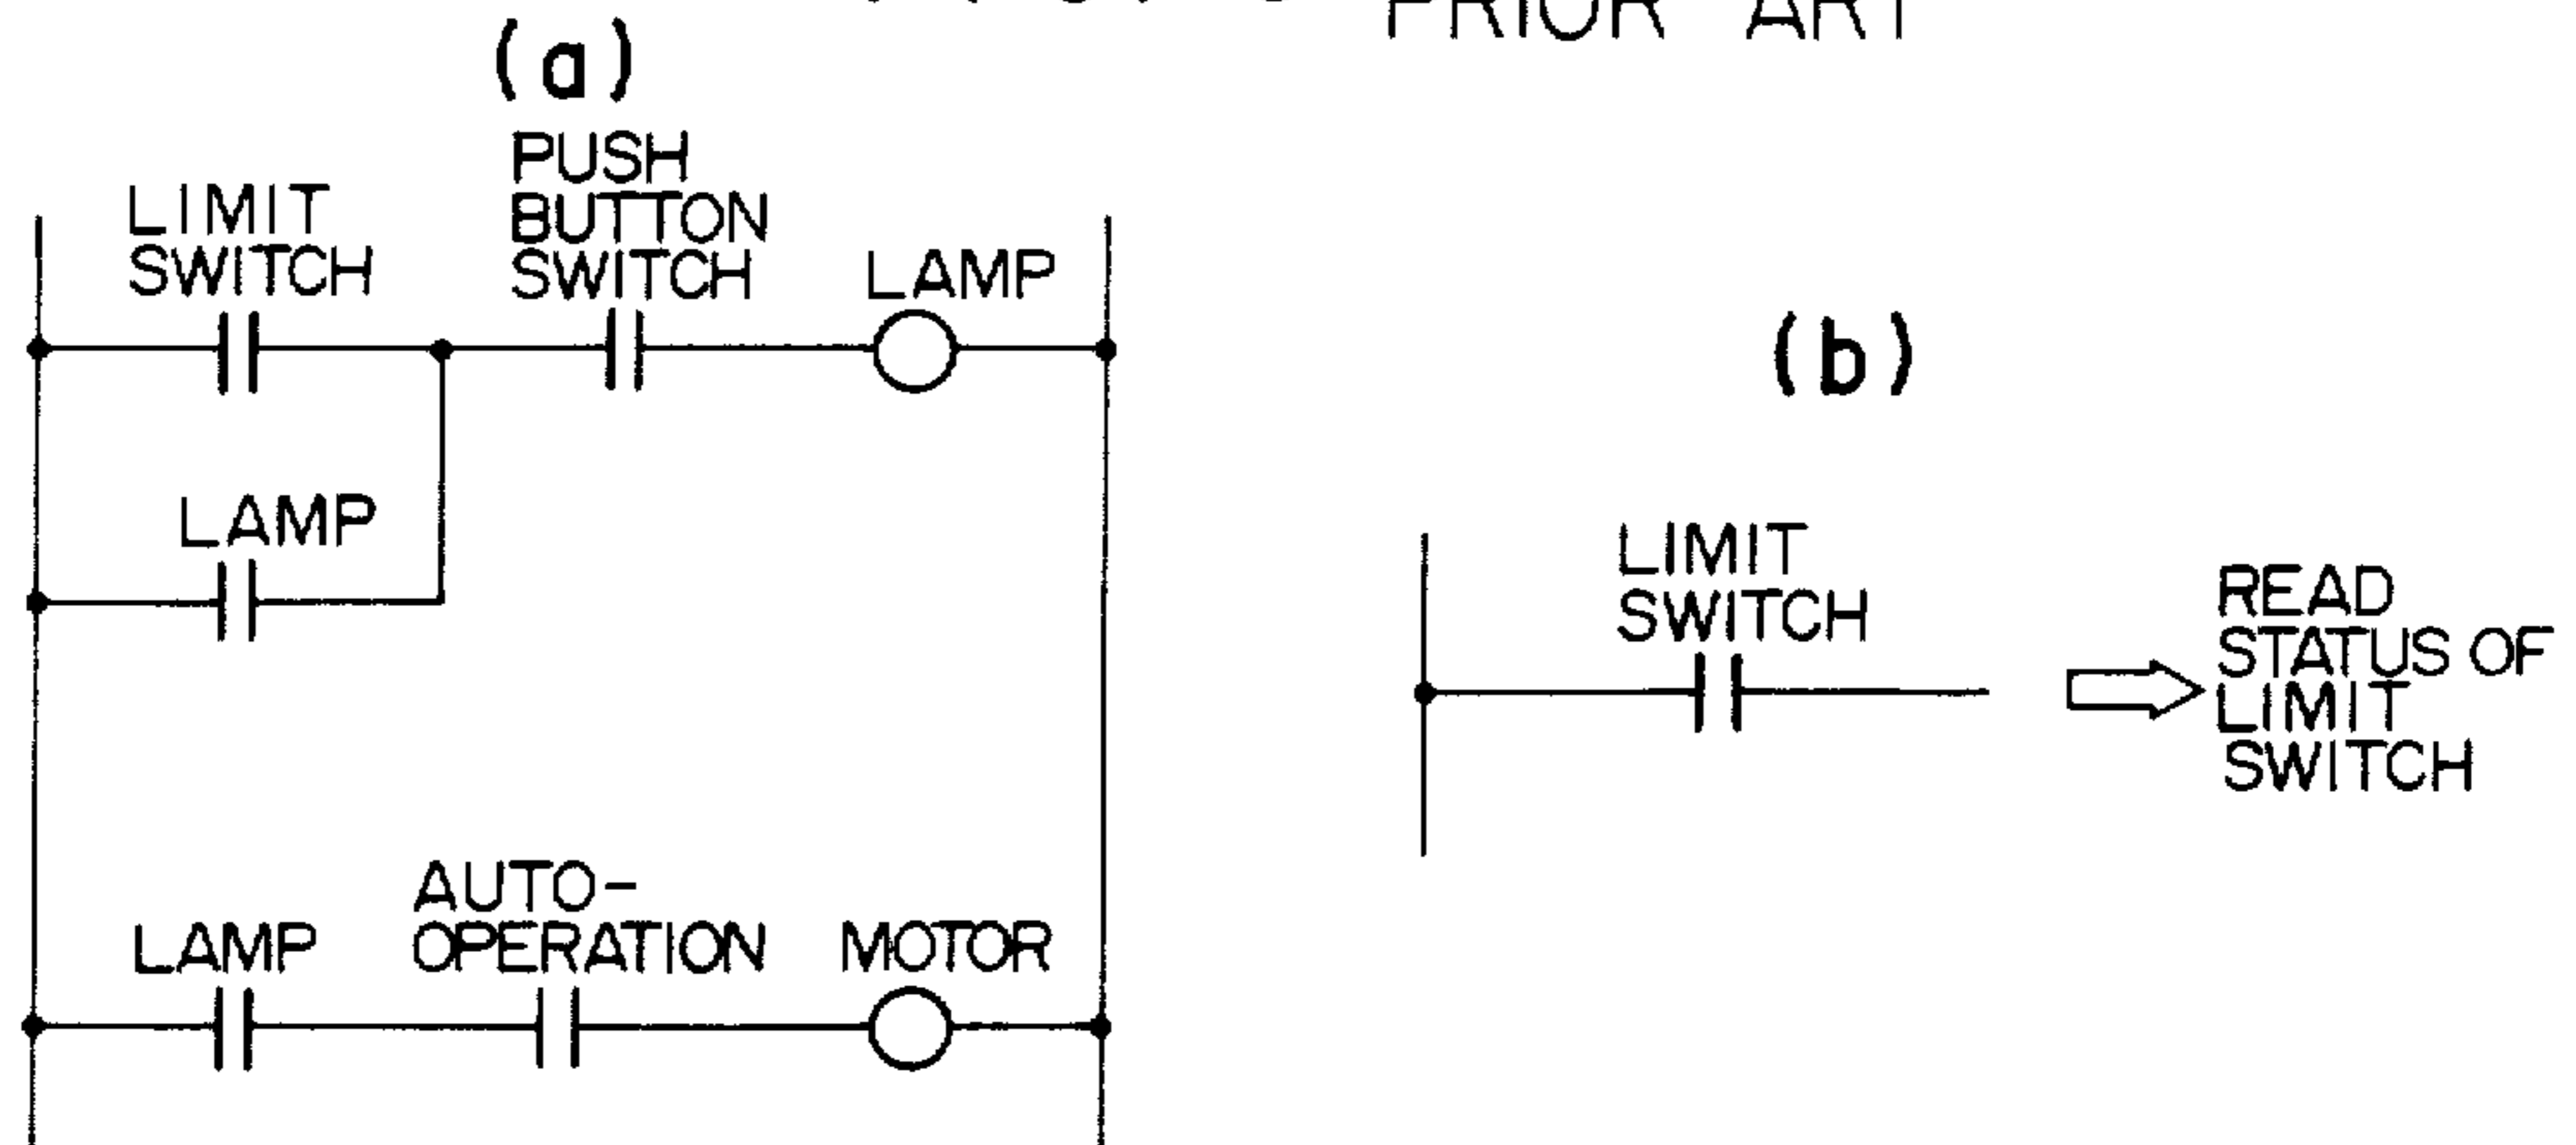 PRIOR ART
(a)
LIMIT
SWITCH
PUSH
BUTTON
SWITCH
LAMP
LAMP
LAMP
AUTO-
OPERATION
MOTOR
(b)
LIMIT
SWITCH
READ
STATUS OF
LIMIT
SWITCH